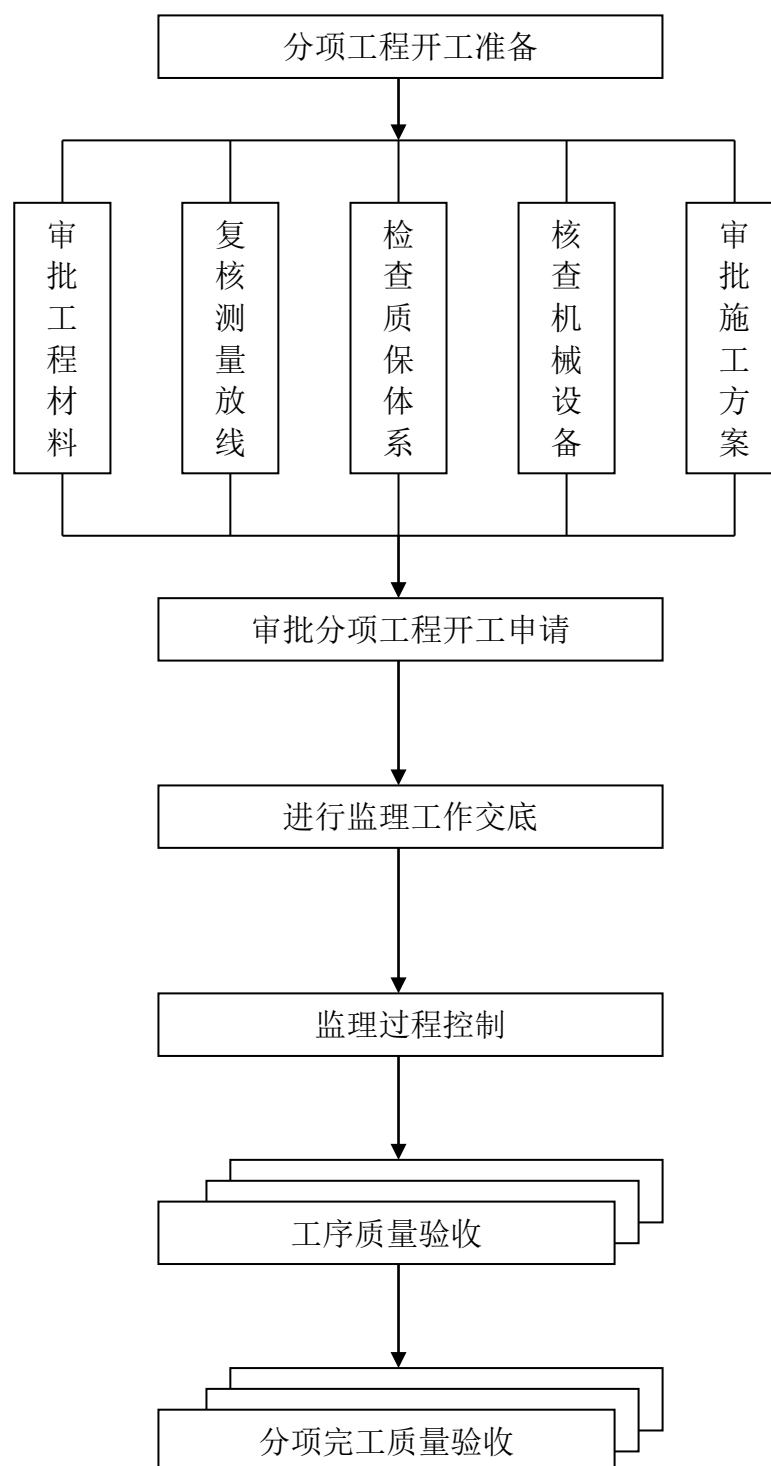 分项工程开工准备
审批工程材料
复核测量放线
检查质保体系
核查机械设备
审批施工方案
审批分项工程开工申请
进行监理工作交底
监理过程控制
工序质量验收
分项完工质量验收